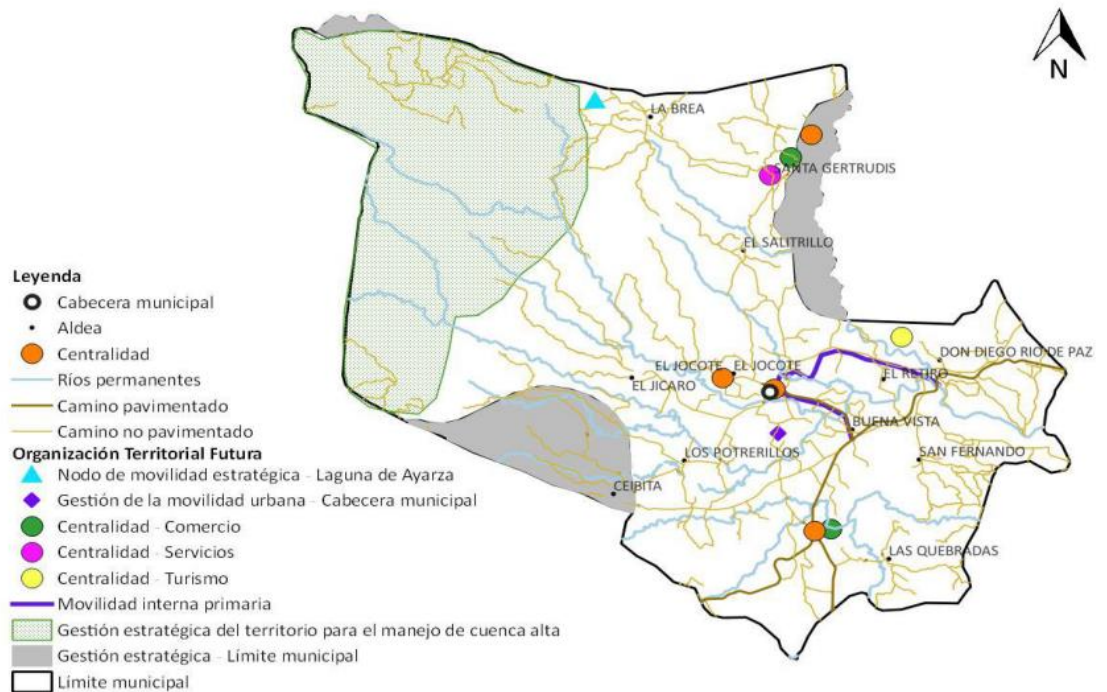 N
LA BREA
SANTA GERTRUDIS
EL SALITRILLO
DON DIEGO RIO DE PAZ
EL JOCOTE
EL JOCOTE
EL RETIRO
EL JICARO
BUENA VISTA
LOS POTRERILLOS
SAN FERNANDO
CEIBITA
LAS QUEBRADAS
Leyenda
Cabecera municipal
Aldea
Centralidad
Ríos permanentes
Camino pavimentado
Camino no pavimentado
Organización Territorial Futura
Nodo de movilidad estratégica - Laguna de Ayarza
Gestión de la movilidad urbana - Cabecera municipal
Centralidad - Comercio
Centralidad - Servicios
Centralidad - Turismo
Movilidad interna primaria
Gestión estratégica del territorio para el manejo de cuenca alta
Gestión estratégica - Límite municipal
Límite municipal